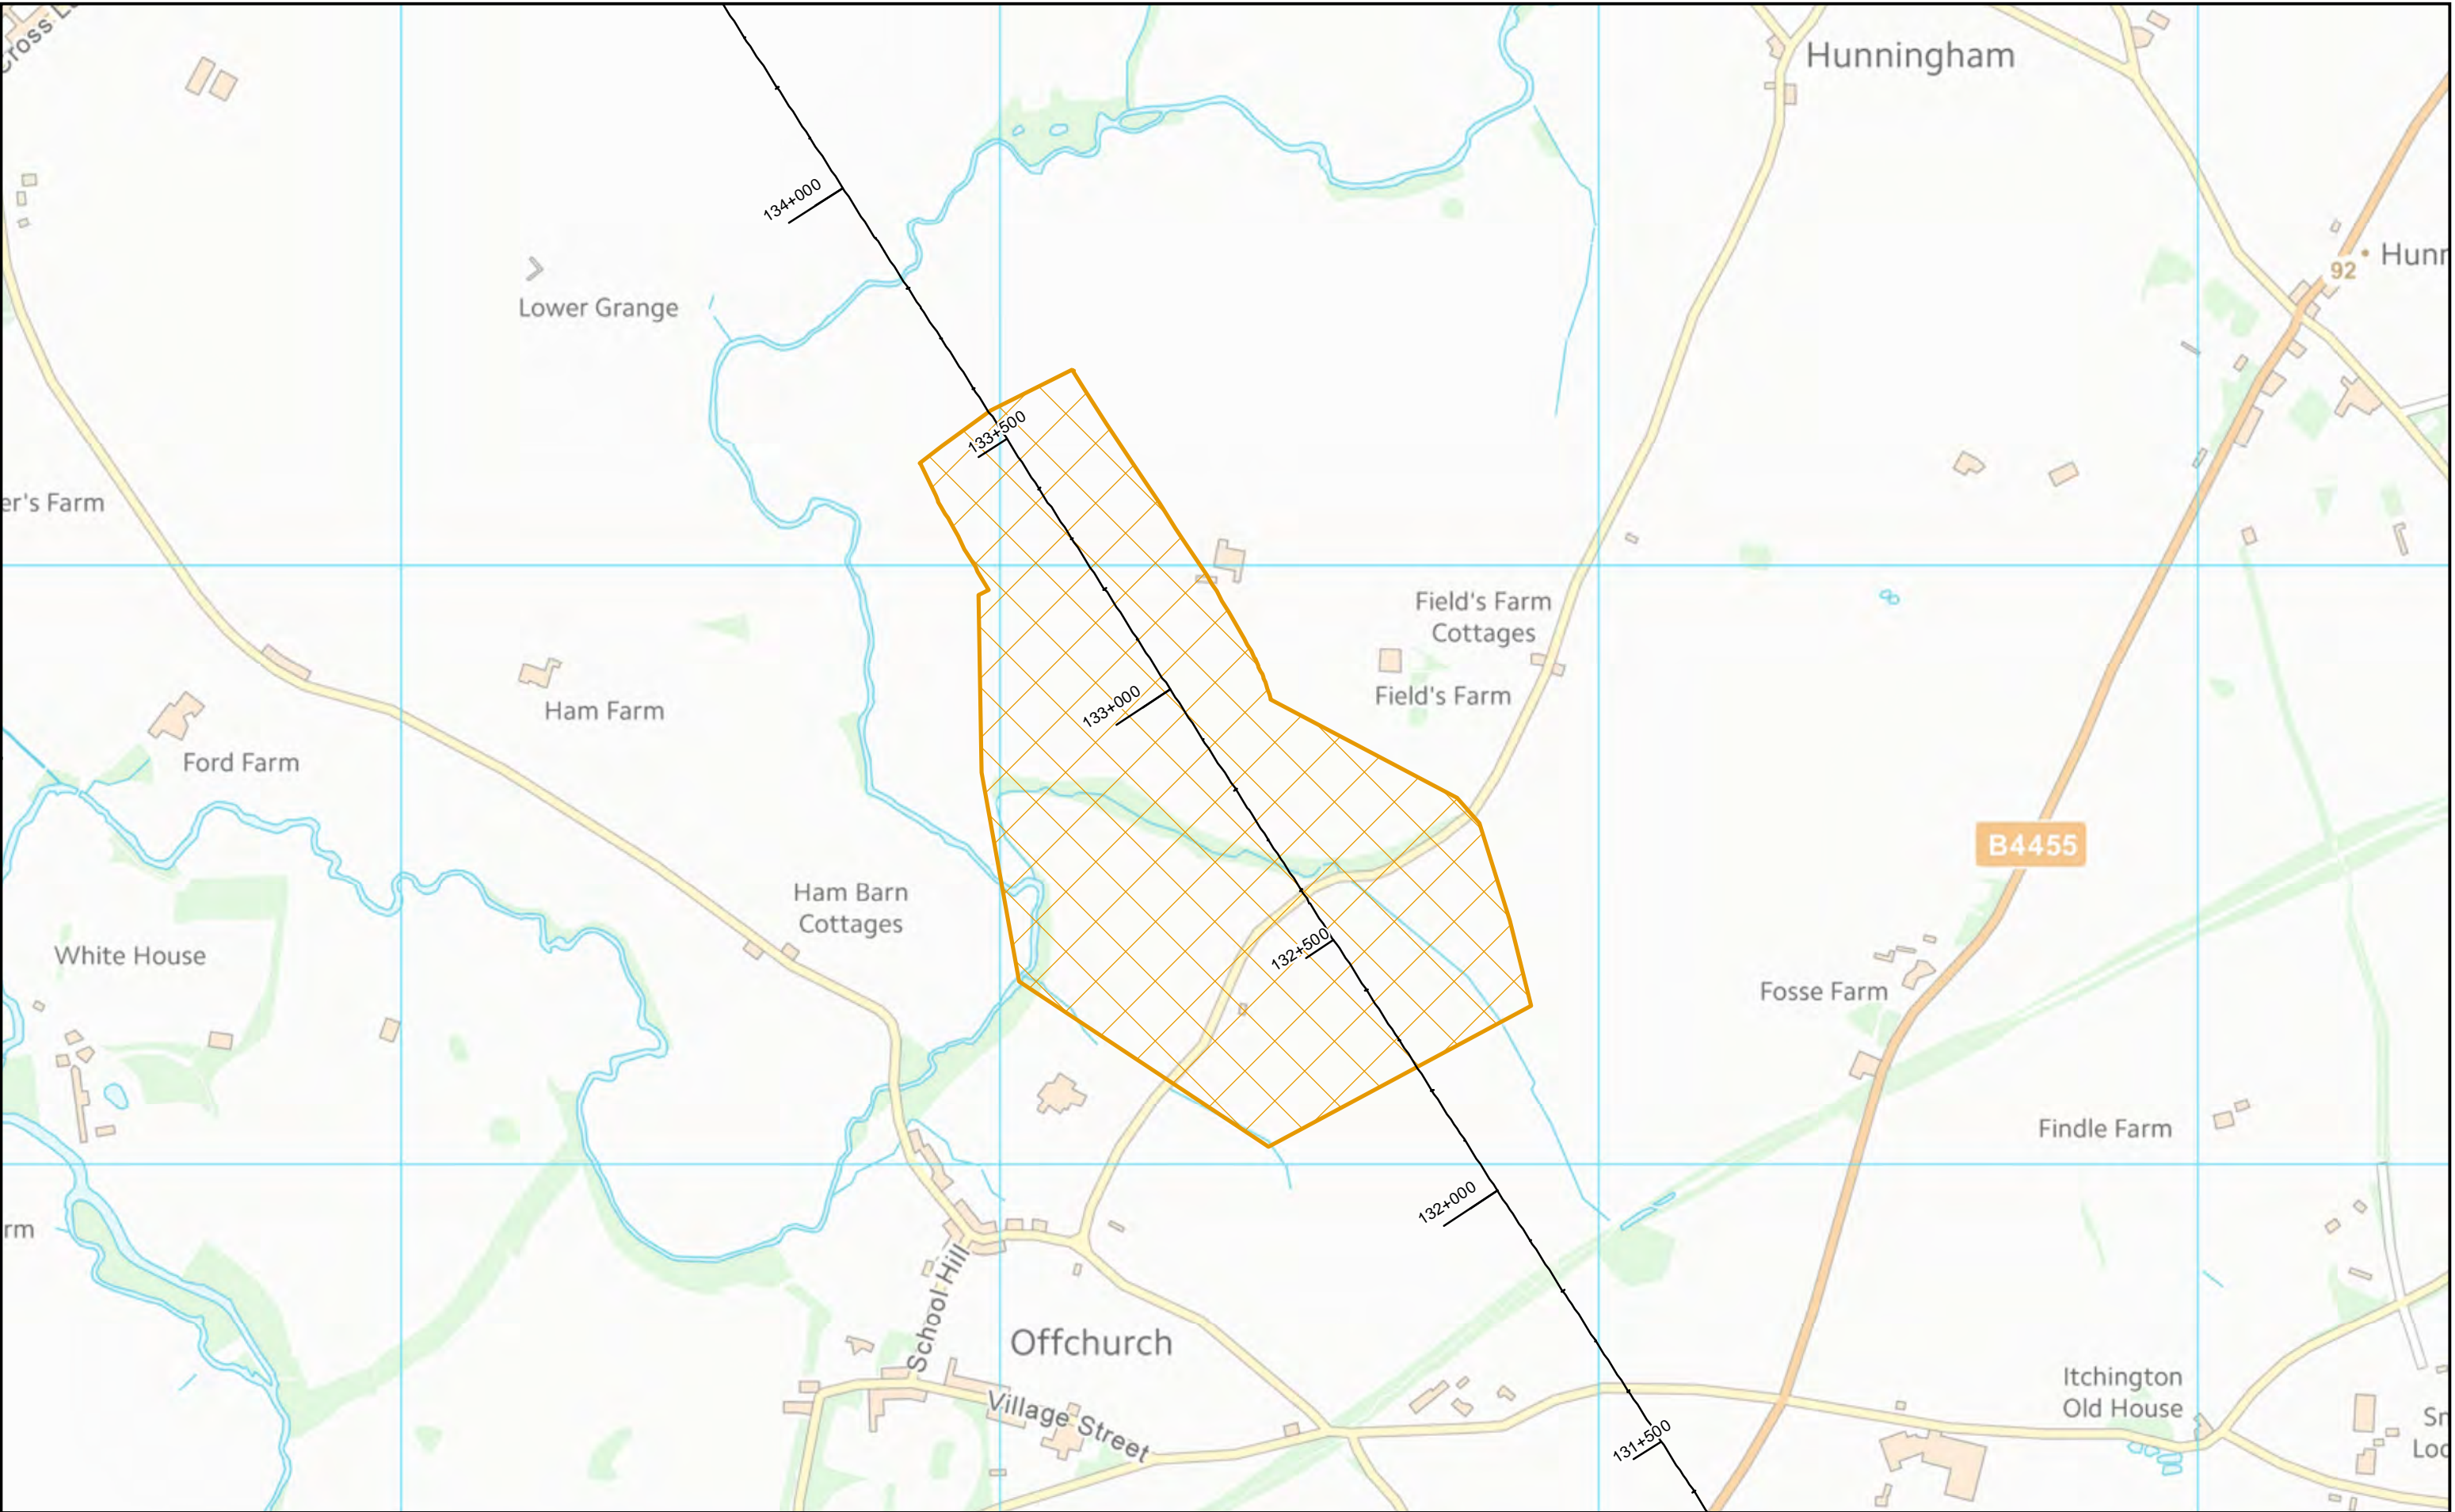 Cross L
Hunningham
134+000
Hunn
92
Lower Grange
133+500
er's Farm
Field's Farm
Cottages
133+000
Field's Farm
Ham Farm
Ford Farm
B4455
Ham Barn
Cottages
132+500
White House
Fosse Farm
Findle Farm
132+000
rm
School Hill
Offchurch
Itchington
Old House
Village Street
131+500
Sn
Loc